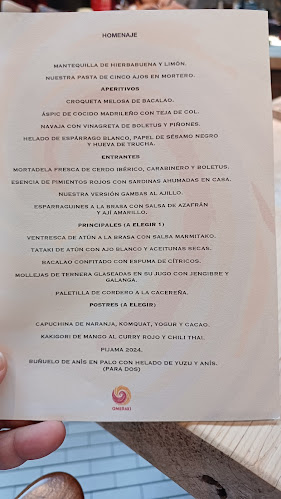 HOMENAJE
MANTEQUILLA DE HIERBABUENA Y LIMÓN.
NUESTRA PASTA DE CINCO AJOS EN MORTERO.
APERITIVOS
CROQUETA MELOSA DE BACALAO.
ÁSPIC DE COCIDO MADRILEÑO CON TEJA DE COL.
NAVAJA CON VINAGRETA DE BOLETUS Y PIÑONES.
HELADO DE ESPÁRRAGO BLANCO, PAPEL DE SÉSAMO NEGRO
Y HUEVA DE TRUCHA.
ENTRANTES
MORTADELA FRESCA DE CERDO IBÉRICO, CARABINERO Y BOLETUS.
ESENCIA DE PIMIENTOS ROJOS CON SARDINAS AHUMADAS EN CASA.
NUESTRA VERSIÓN GAMBAS AL AJILLO.
ESPARRAGUINES A LA BRASA CON SALSA DE AZAFRÁN
Y AJÍ AMARILLO.
PRINCIPALES (A ELEGIR 1)
VENTRESCA DE ATÚN A LA BRASA CON SALSA MARMITAKO.
TATAKI DE ATÚN CON AJO BLANCO Y ACEITUNAS SECAS.
BACALAO CONFITADO CON ESPUMA DE CÍTRICOS.
MOLLEJAS DE TERNERA GLASEADAS EN SU JUGO CON JENGIBRE Y
GALANGA.
PALETILLA DE CORDERO A LA CACEREÑA.
POSTRES (A ELEGIR)
CAPUCHINA DE NARANJA, KOMQUAT, YOGUR Y CACAO.
KAKIGORI DE MANGO AL CURRY ROJO Y CHILI THAI.
PIJAMA 2024.
BUÑUELO DE ANÍS EN PALO CON HELADO DE YUZU Y ANÍS.
(PARA DOS)